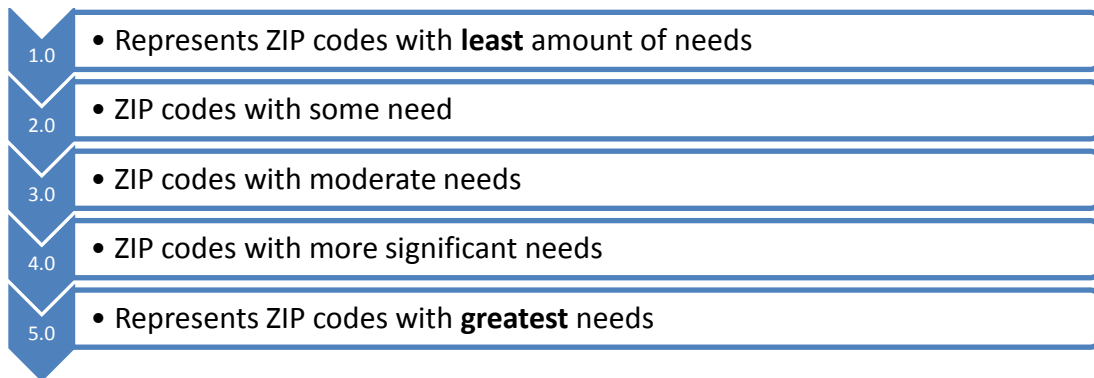 1.0 • Represents ZIP codes with least amount of needs
2.0 • ZIP codes with some need
3.0 • ZIP codes with moderate needs
4.0 • ZIP codes with more significant needs
5.0 • Represents ZIP codes with greatest needs